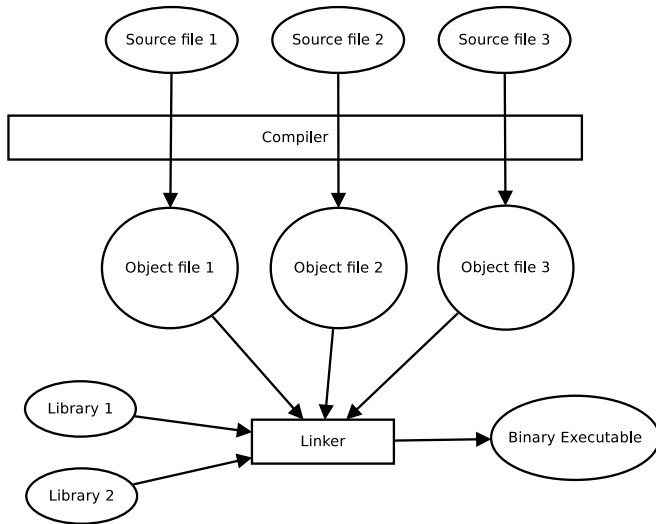 Source file 1
Source file 2
Source file 3
Compiler
Object file 1
Object file 2
Object file 3
Library 1
Linker
Binary Executable
Library 2